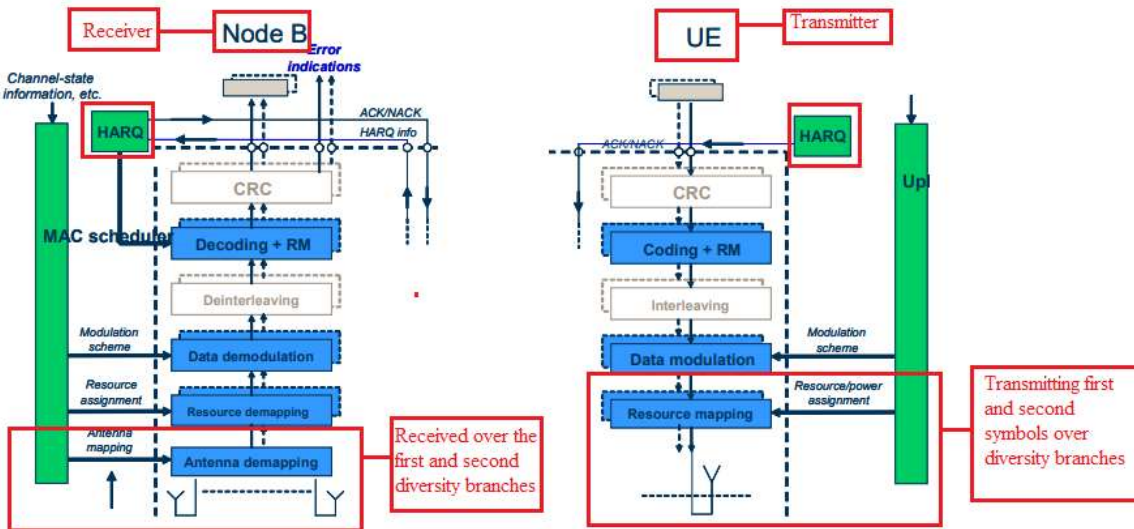 Receiver
Node B
UE
Transmitter
Error
indications
Channel-state
information, etc.
HARQ
ACK/NACK
HARQ info
ACK/NACK
HARQ
CRC
CRC
Upl
MAC scheduler
Decoding + RM
Coding + RM
Deinterleaving
Interleaving
Modulation
scheme
Data demodulation
Data modulation
Modulation
scheme
Resource
assignment
Resource demapping
Resource mapping
Resource/power
assignment
Transmitting first
and second
symbols over
diversity branches
Antenna
mapping
Antenna demapping
Received over the
first and second
diversity branches